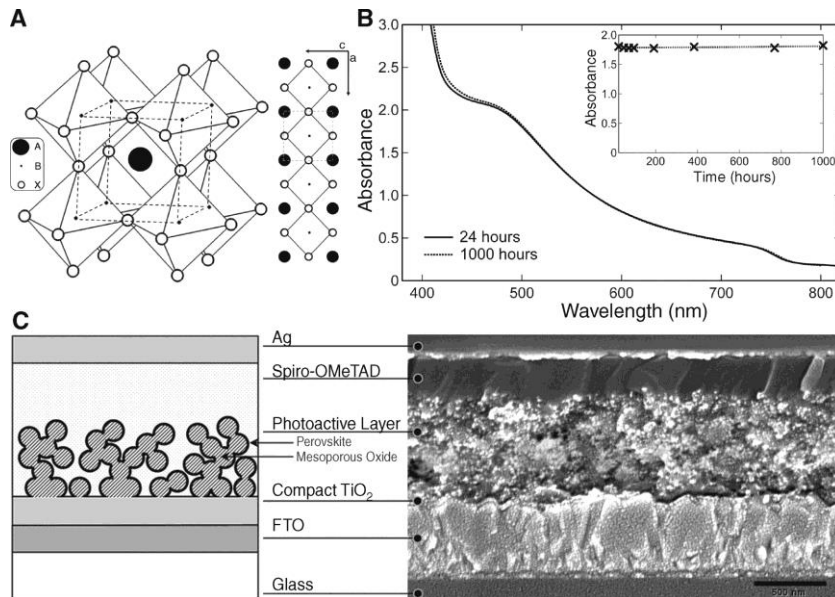 A
c
a
A
B
X
B
3.0
2.5
2.0
1.5
1.0
0.5
0
Absorbance
400
500
600
700
800
Wavelength (nm)
24 hours
1000 hours
2.0
1.5
1.0
0.5
0
Absorbance
200
400
600
800
1000
Time (hours)
C
Ag
Spiro-OMeTAD
Photoactive Layer
Perovskite
Mesoporous Oxide
Compact TiO2
FTO
Glass
500 nm